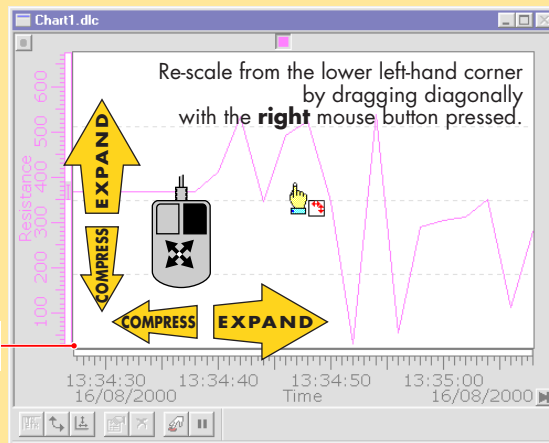 Chart1.dlc
Re-scale from the lower left-hand corner
by dragging diagonally
with the right mouse button pressed.
Resistance
600
500
400
300
200
100
EXPAND
COMPRESS
COMPRESS
EXPAND
13:34:30 13:34:40 13:34:50 13:35:00
16/08/2000 Time 16/08/2000